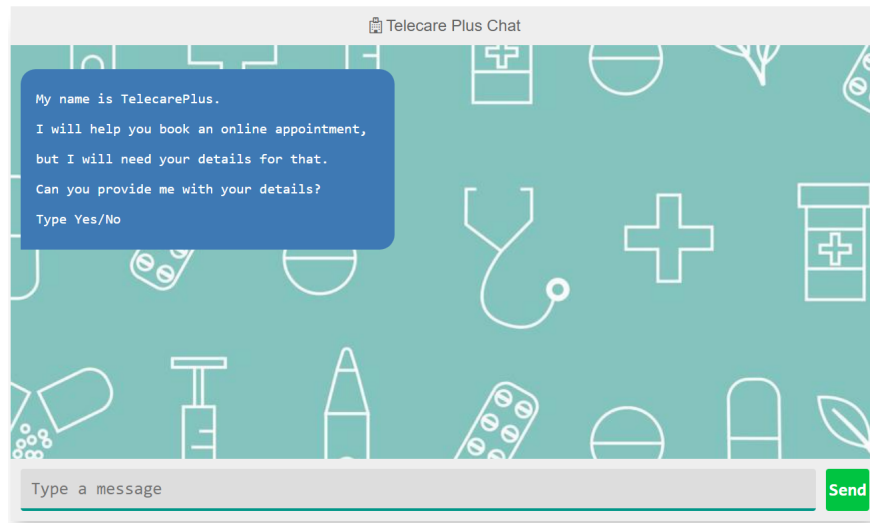 Telecare Plus Chat
My name is TelecarePlus.
I will help you book an online appointment,
but I will need your details for that.
Can you provide me with your details?
Type Yes/No
Type a message
Send